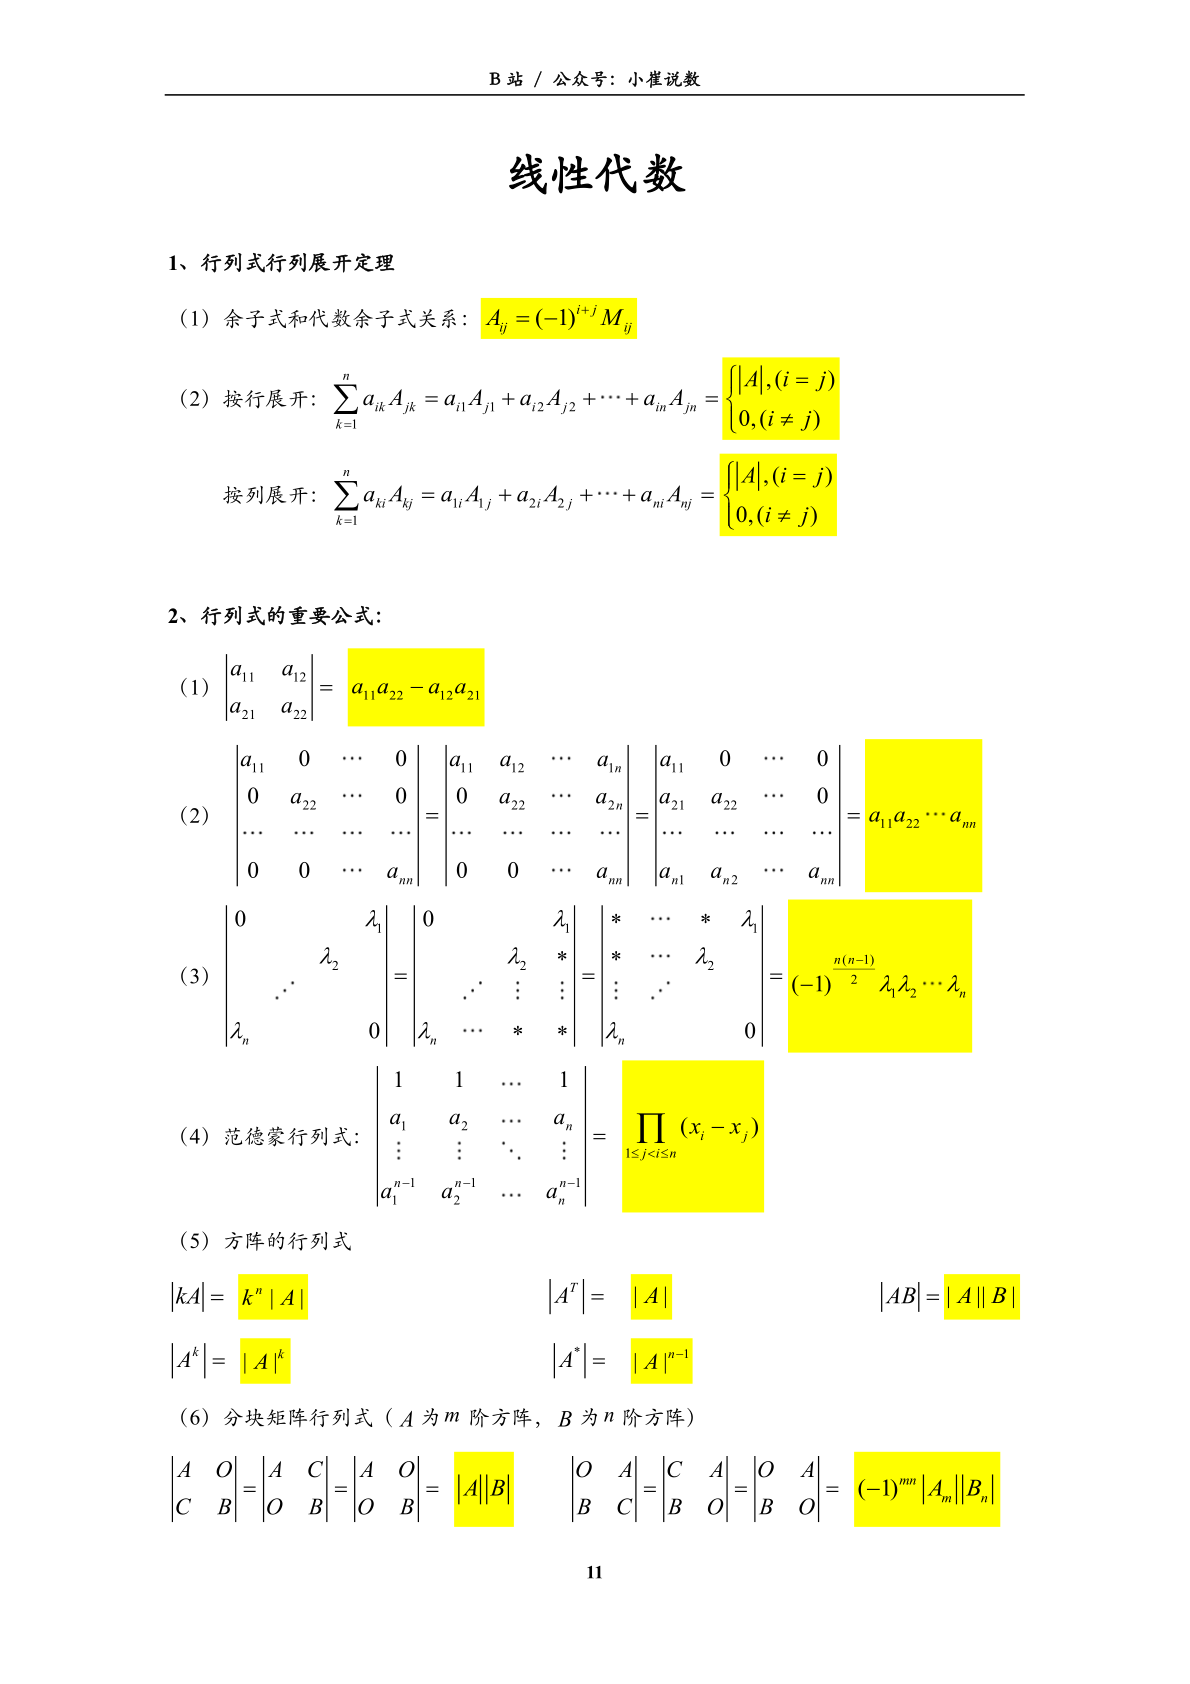 B 站 / 公众号：小崔说数
线性代数
1、行列式行列展开定理
（1）余子式和代数余子式关系：$A_{ij}=(-1)^{i+j}M_{ij}$
（2）按行展开：$\sum_{k=1}^{n}a_{ik}A_{jk}=a_{i1}A_{j1}+a_{i2}A_{j2}+\cdots+a_{in}A_{jn}=\begin{cases}|A|,(i=j)\\0,(i\neq j)\end{cases}$
按列展开：$\sum_{k=1}^{n}a_{ki}A_{kj}=a_{1i}A_{1j}+a_{2i}A_{2j}+\cdots+a_{ni}A_{nj}=\begin{cases}|A|,(i=j)\\0,(i\neq j)\end{cases}$
2、行列式的重要公式：
（1）$\begin{vmatrix}a_{11}&a_{12}\\a_{21}&a_{22}\end{vmatrix}=a_{11}a_{22}-a_{12}a_{21}$
（2）$\begin{vmatrix}a_{11}&0&\cdots&0\\0&a_{22}&\cdots&0\\\cdots&\cdots&\cdots&\cdots\\0&0&\cdots&a_{nn}\end{vmatrix}=\begin{vmatrix}a_{11}&a_{12}&\cdots&a_{1n}\\0&a_{22}&\cdots&a_{2n}\\\cdots&\cdots&\cdots&\cdots\\0&0&\cdots&a_{nn}\end{vmatrix}=\begin{vmatrix}a_{11}&0&\cdots&0\\a_{21}&a_{22}&\cdots&0\\\cdots&\cdots&\cdots&\cdots\\a_{n1}&a_{n2}&\cdots&a_{nn}\end{vmatrix}=a_{11}a_{22}\cdots a_{nn}$
（3）$\begin{vmatrix}0&&&\lambda_1\\&&\lambda_2&\\&⋰&&\\\lambda_n&&&0\end{vmatrix}=\begin{vmatrix}0&&&\lambda_1\\&&\lambda_2&*\\&⋰&\vdots&\vdots\\\lambda_n&\cdots&*&*\end{vmatrix}=\begin{vmatrix}*&\cdots&*&\lambda_1\\*&\cdots&\lambda_2&\\\vdots&⋰&&\\\lambda_n&&&0\end{vmatrix}=(-1)^{\frac{n(n-1)}{2}}\lambda_1\lambda_2\cdots\lambda_n$
（4）范德蒙行列式：$\begin{vmatrix}1&1&\cdots&1\\a_1&a_2&\cdots&a_n\\\vdots&\vdots&\ddots&\vdots\\a_1^{n-1}&a_2^{n-1}&\cdots&a_n^{n-1}\end{vmatrix}=\prod_{1\leq j<i\leq n}(x_i-x_j)$
（5）方阵的行列式
$|kA|=k^n|A|$ $|A^T|=|A|$ $|AB|=|A||B|$
$|A^k|=|A|^k$ $|A^*|=|A|^{n-1}$
（6）分块矩阵行列式（$A$ 为 $m$ 阶方阵，$B$ 为 $n$ 阶方阵）
$\begin{vmatrix}A&O\\C&B\end{vmatrix}=\begin{vmatrix}A&C\\O&B\end{vmatrix}=\begin{vmatrix}A&O\\O&B\end{vmatrix}=|A||B|$ $\begin{vmatrix}O&A\\B&C\end{vmatrix}=\begin{vmatrix}C&A\\B&O\end{vmatrix}=\begin{vmatrix}O&A\\B&O\end{vmatrix}=(-1)^{mn}|A_m||B_n|$
11